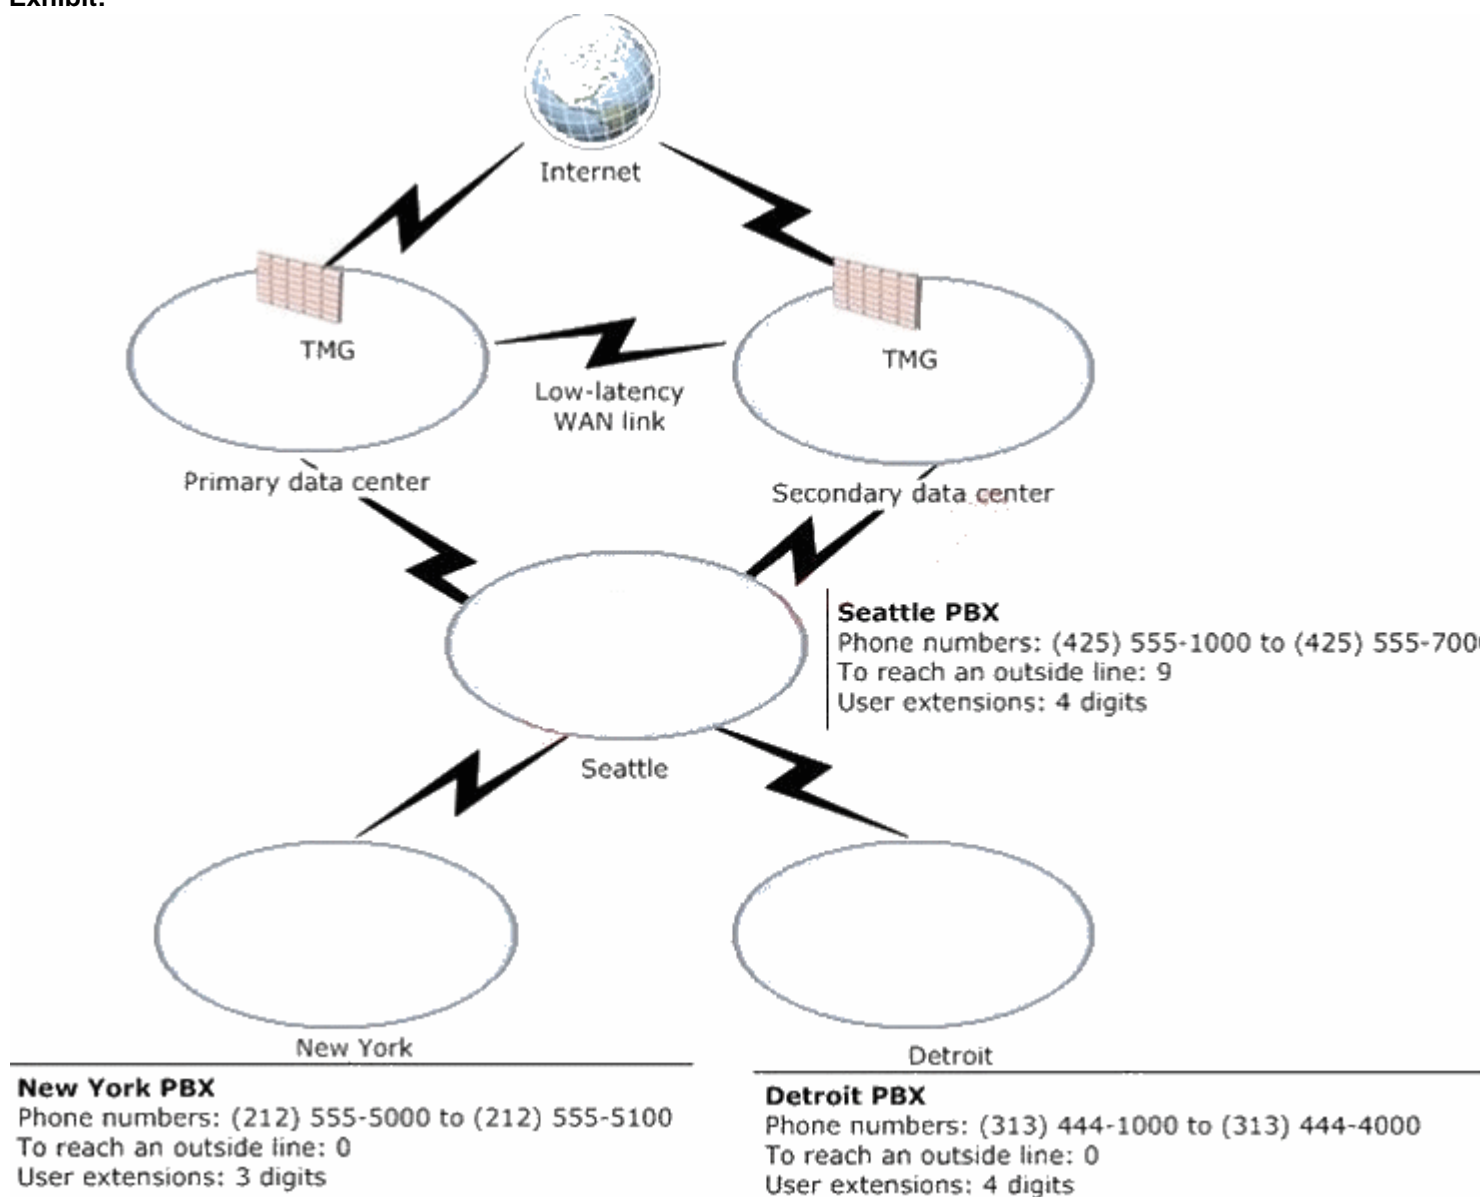 Exhibit:
Internet
TMG
TMG
Low-latency
WAN link
Primary data center
Secondary data center
Seattle PBX
Phone numbers: (425) 555-1000 to (425) 555-700
To reach an outside line: 9
User extensions: 4 digits
Seattle
New York
Detroit
New York PBX
Phone numbers: (212) 555-5000 to (212) 555-5100
To reach an outside line: 0
User extensions: 3 digits
Detroit PBX
Phone numbers: (313) 444-1000 to (313) 444-4000
To reach an outside line: 0
User extensions: 4 digits